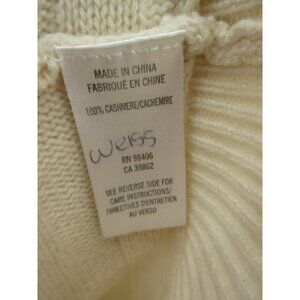 MADE IN CHINA
FABRIQUÉ EN CHINE
100% CASHMERE/CACHEMIRE
Weiss
RN 98406
CA 39862
SEE REVERSE SIDE FOR
CARE INSTRUCTIONS/
DIRECTIVES D'ENTRETIEN
AU VERSO